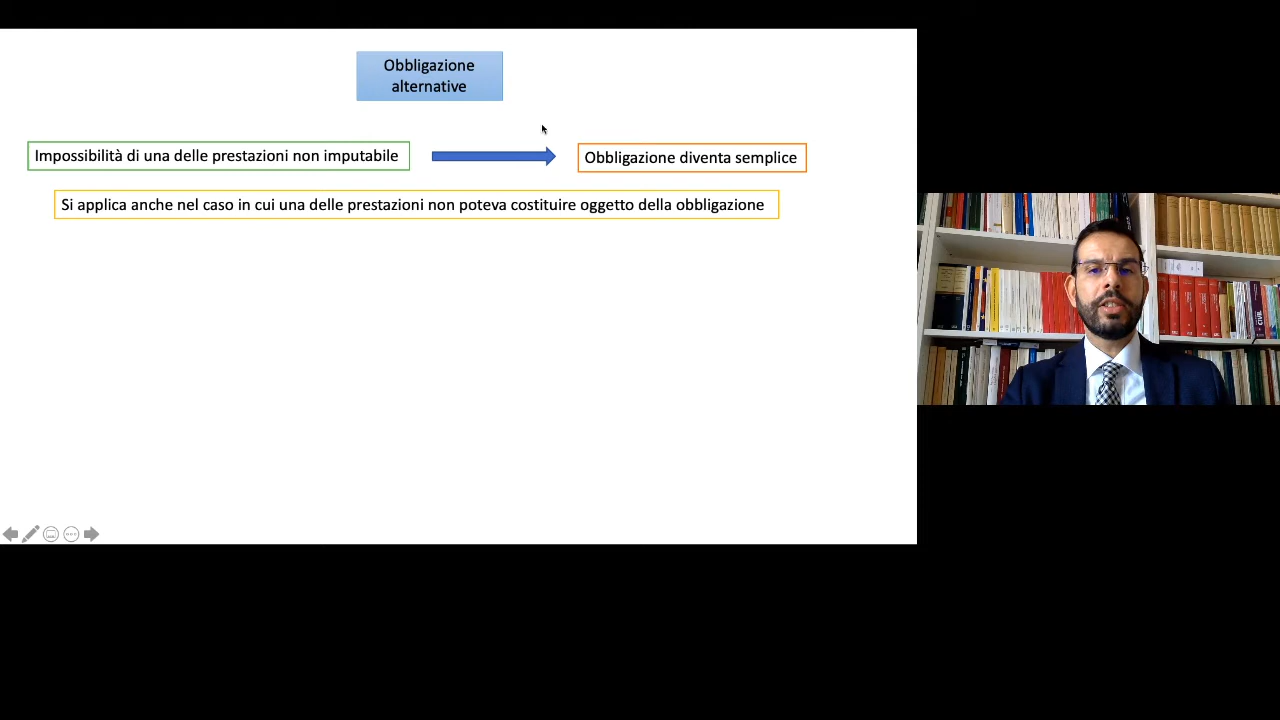 Obbligazione
alternative
Impossibilità di una delle prestazioni non imputabile
Obbligazione diventa semplice
Si applica anche nel caso in cui una delle prestazioni non poteva costituire oggetto della obbligazione